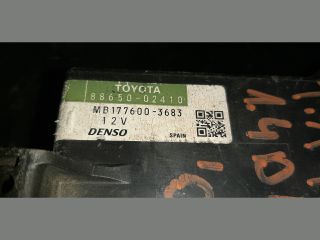 TOYOTA
88650-02410
MB177600-3683
12V
DENSO
SPAIN